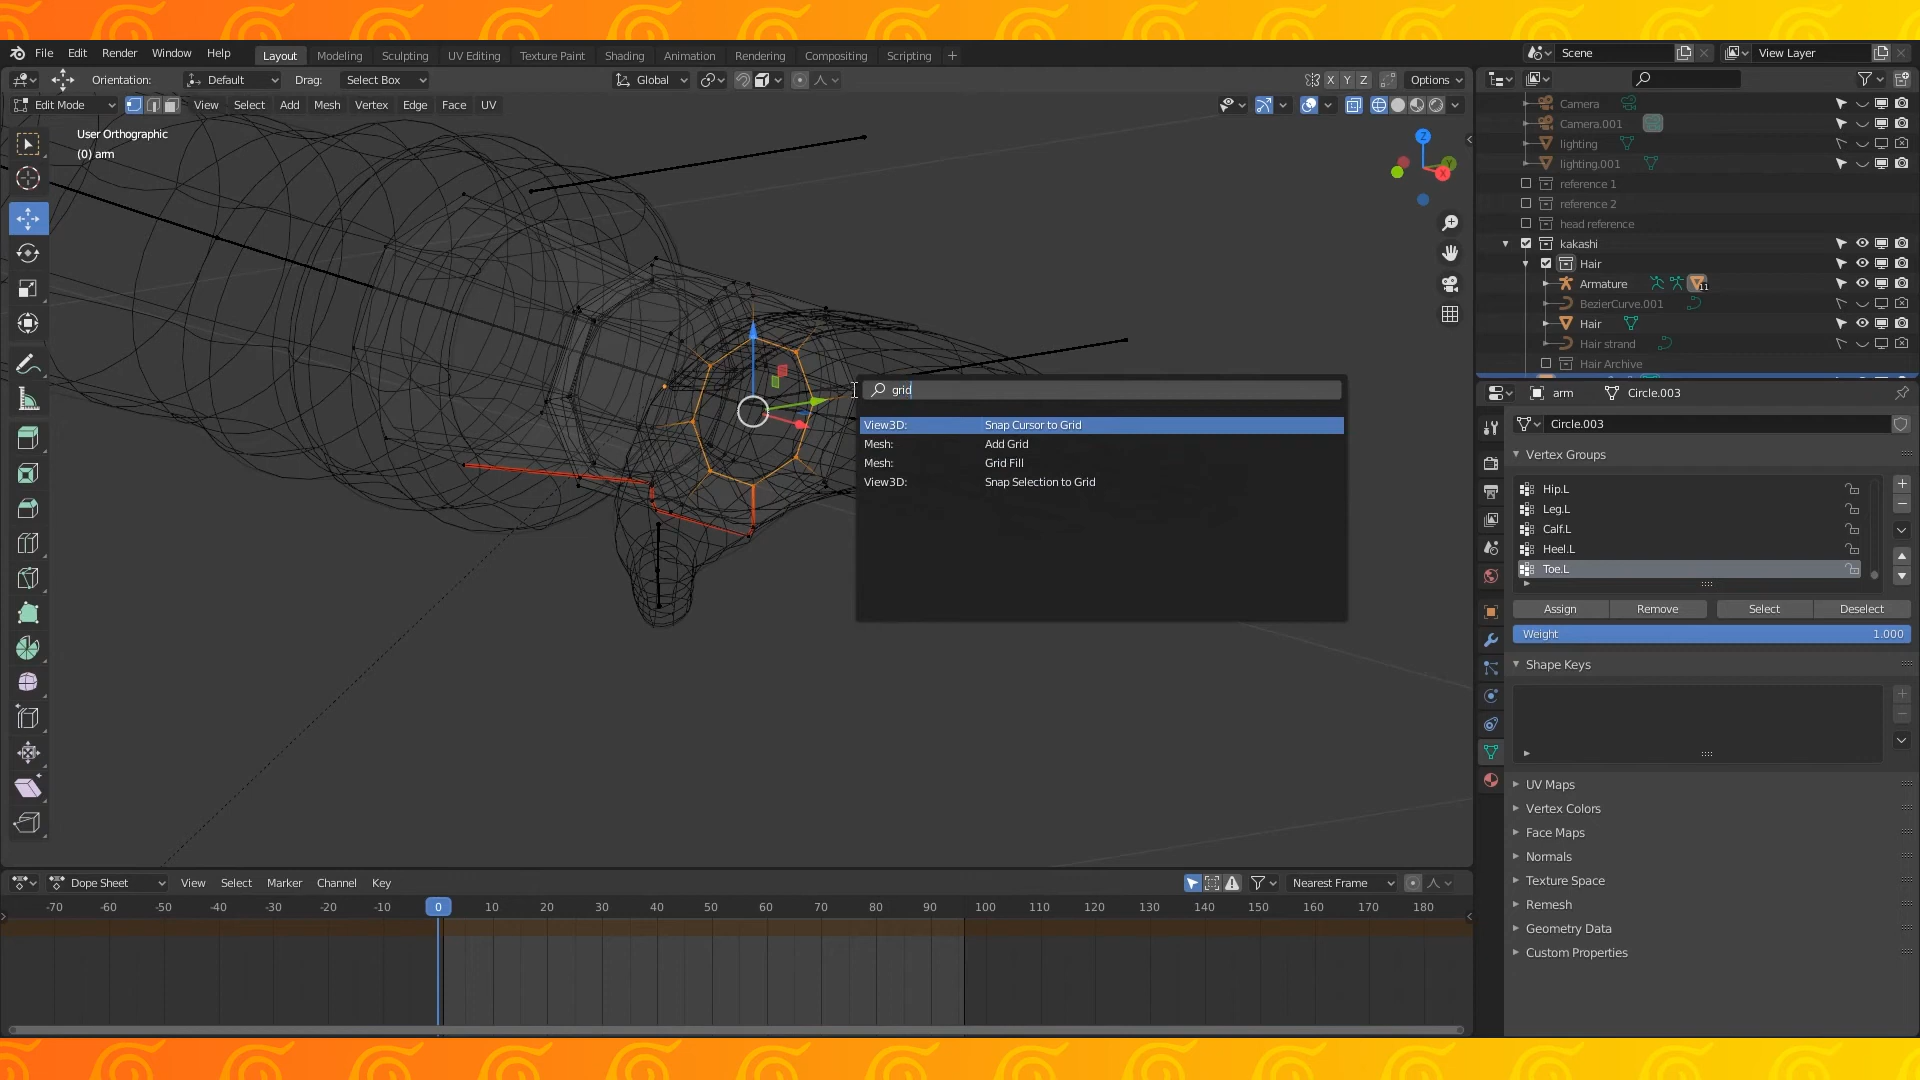 File Edit Render Window Help Layout Modeling Sculpting UV Editing Texture Paint Shading Animation Rendering Compositing Scripting + Scene View Layer
Orientation: Default Drag: Select Box Global X Y Z Options
Edit Mode View Select Add Mesh Vertex Edge Face UV
User Orthographic
(0) arm
Z
Y
X
Camera
Camera.001
lighting
lighting.001
reference 1
reference 2
head reference
kakashi
Hair
Armature 11
BezierCurve.001
Hair
Hair strand
Hair Archive
grid
View3D: Snap Cursor to Grid
Mesh: Add Grid
Mesh: Grid Fill
View3D: Snap Selection to Grid
arm Circle.003
Circle.003
Vertex Groups
Hip.L
Leg.L
Calf.L
Heel.L
Toe.L
Assign Remove Select Deselect
Weight 1.000
Shape Keys
UV Maps
Vertex Colors
Face Maps
Normals
Texture Space
Remesh
Geometry Data
Custom Properties
Dope Sheet View Select Marker Channel Key Nearest Frame
-70 -60 -50 -40 -30 -20 -10 0 10 20 30 40 50 60 70 80 90 100 110 120 130 140 150 160 170 180